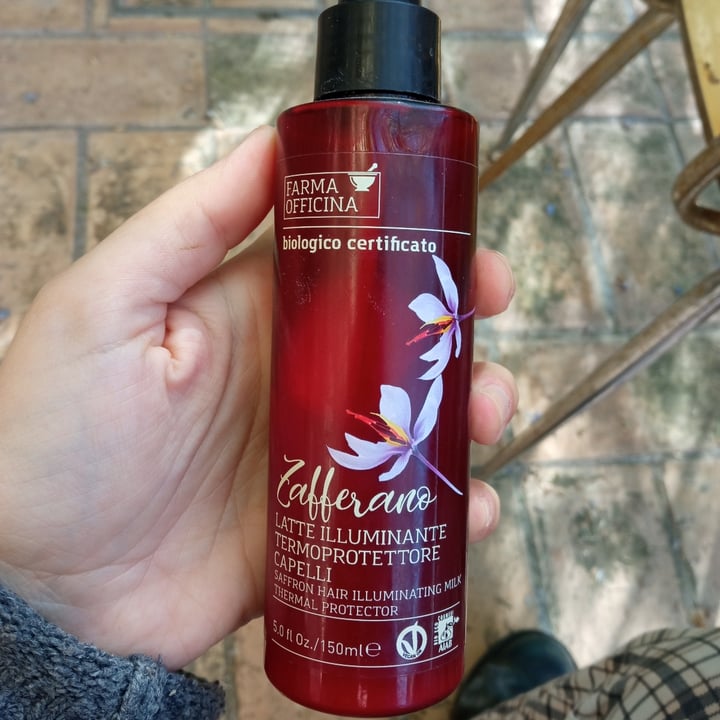 FARMA
OFFICINA
biologico certificato
Zafferano
LATTE ILLUMINANTE
TERMOPROTETTORE
CAPELLI
SAFFRON HAIR ILLUMINATING MILK
THERMAL PROTECTOR
5.0 fl Oz./150ml℮
AIAB